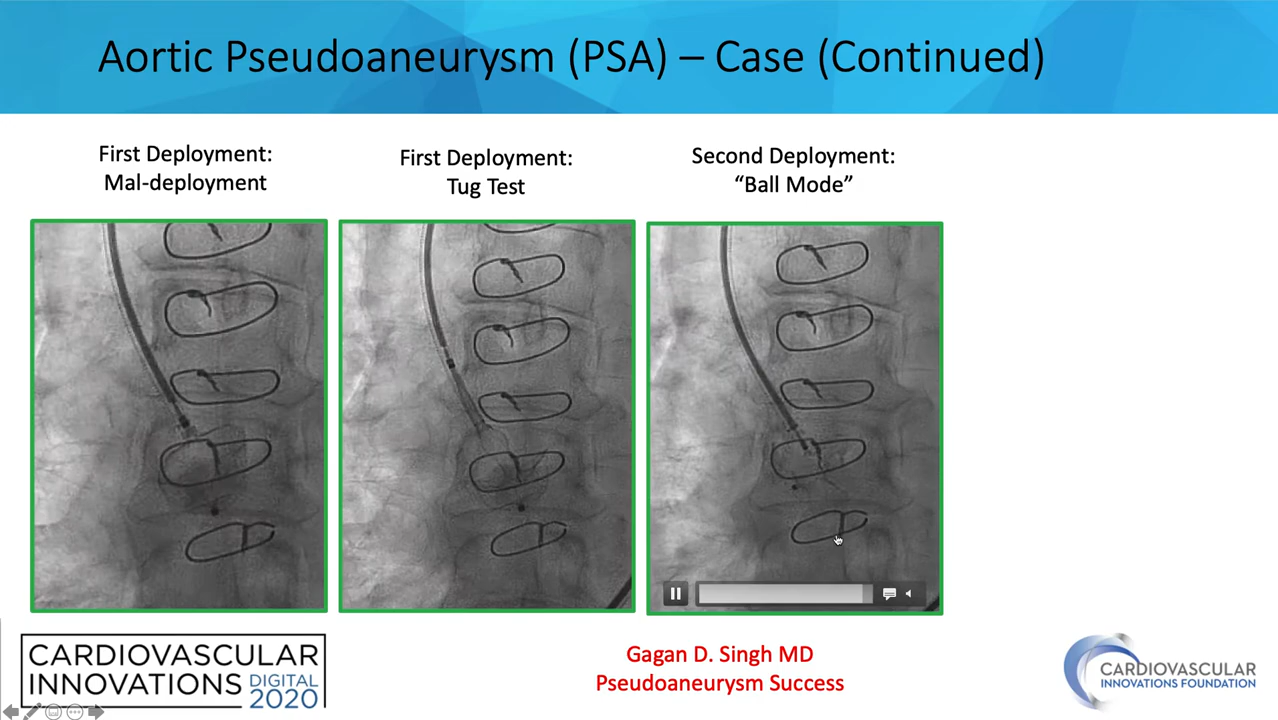 Aortic Pseudoaneurysm (PSA) – Case (Continued)
First Deployment:
Mal-deployment
First Deployment:
Tug Test
Second Deployment:
“Ball Mode”
CARDIOVASCULAR
INNOVATIONS DIGITAL 2020
Gagan D. Singh MD
Pseudoaneurysm Success
CARDIOVASCULAR
INNOVATIONS FOUNDATION